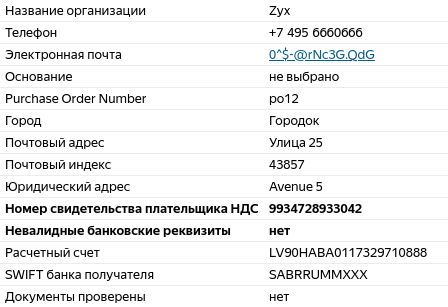 Название организации Zyx
Телефон +7 495 6660666
Электронная почта 0^$-@rNc3G.QdG
Основание не выбрано
Purchase Order Number po12
Город Городок
Почтовый адрес Улица 25
Почтовый индекс 43857
Юридический адрес Avenue 5
Номер свидетельства плательщика НДС 9934728933042
Невалидные банковские реквизиты нет
Расчетный счет LV90HABA0117329710888
SWIFT банка получателя SABRRUMMXXX
Документы проверены нет